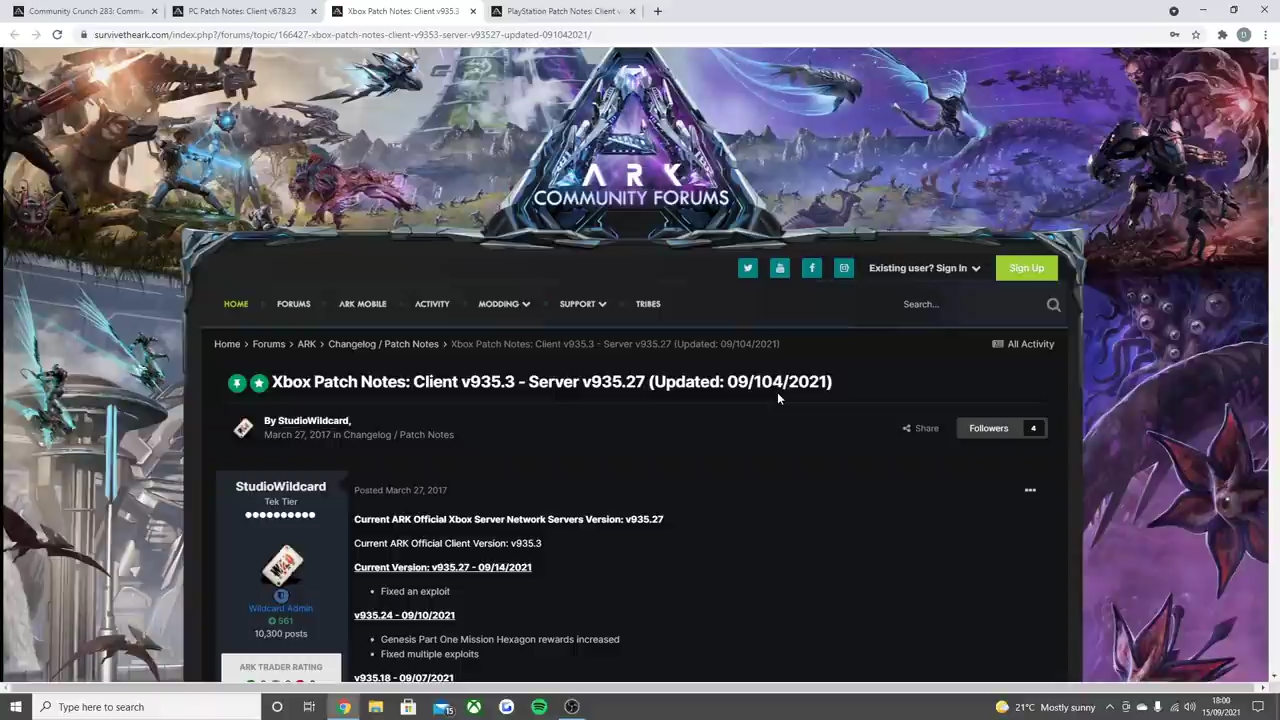 Community Crunch 283: Comm
PC Patch Notes: Client v678.23
Xbox Patch Notes: Client v935.3
PlayStation Patch Notes: Client v
survivetheark.com/index.php?/forums/topic/166427-xbox-patch-notes-client-v9353-server-v93527-updated-091042021/
ARK
COMMUNITY FORUMS
Existing user? Sign In
Sign Up
HOME
FORUMS
ARK MOBILE
ACTIVITY
MODDING
SUPPORT
TRIBES
Search...
Home > Forums > ARK > Changelog / Patch Notes > Xbox Patch Notes: Client v935.3 - Server v935.27 (Updated: 09/104/2021)
All Activity
Xbox Patch Notes: Client v935.3 - Server v935.27 (Updated: 09/104/2021)
By StudioWildcard,
March 27, 2017 in Changelog / Patch Notes
Share
Followers 4
StudioWildcard
Tek Tier
Wildcard Admin
561
10,300 posts
ARK TRADER RATING
Posted March 27, 2017
Current ARK Official Xbox Server Network Servers Version: v935.27
Current ARK Official Client Version: v935.3
Current Version: v935.27 - 09/14/2021
• Fixed an exploit
v935.24 - 09/10/2021
• Genesis Part One Mission Hexagon rewards increased
• Fixed multiple exploits
v935.18 - 09/07/2021
Type here to search
15
21°C Mostly sunny
18:00
15/09/2021